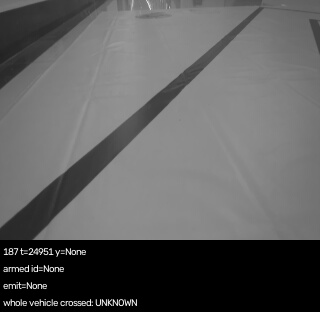 187 t=24951 y=None
armed id=None
emit=None
whole vehicle crossed: UNKNOWN